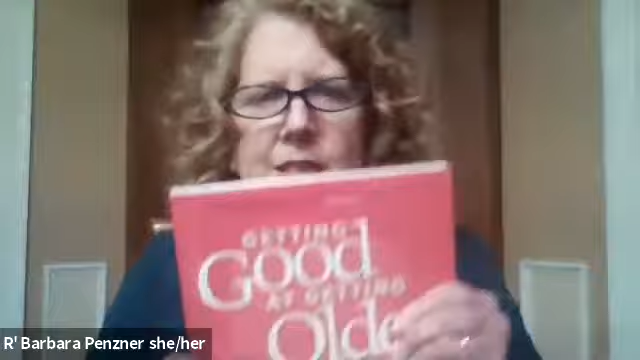 GETTING
Good
AT GETTING
Olde
R' Barbara Penzner she/her